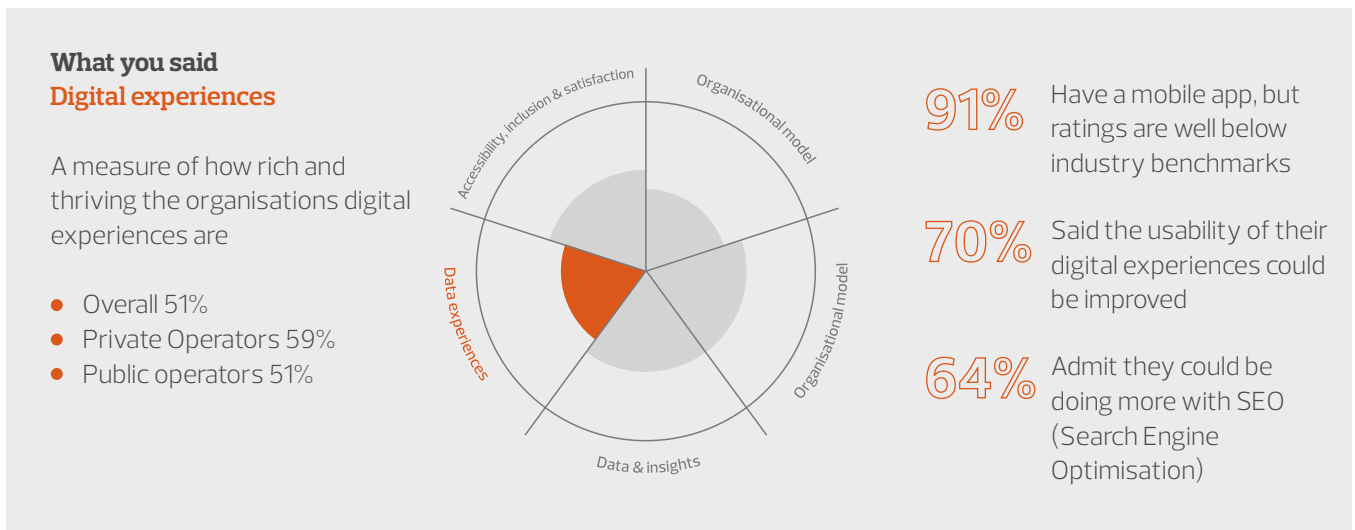 What you said
Digital experiences
A measure of how rich and
thriving the organisations digital
experiences are
Overall 51%
Private Operators 59%
Public operators 51%
Accessibility, inclusion & satisfaction
Organisational model
Organisational model
Data & insights
Data experiences
91%
Have a mobile app, but
ratings are well below
industry benchmarks
70%
Said the usability of their
digital experiences could
be improved
64%
Admit they could be
doing more with SEO
(Search Engine
Optimisation)